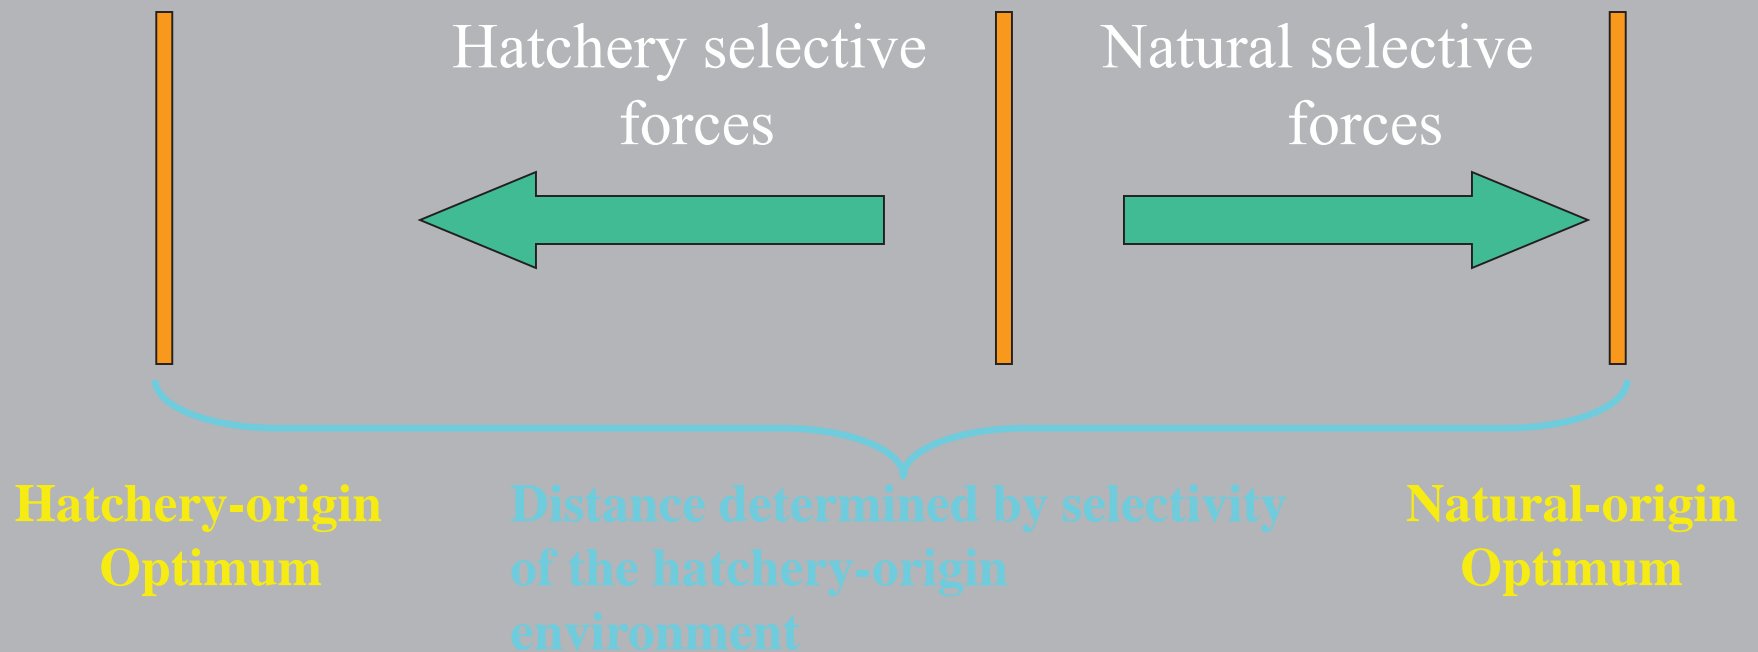 Hatchery selective
forces
Natural selective
forces
Hatchery-origin
Optimum
Distance determined by selectivity
of the hatchery-origin
environment
Natural-origin
Optimum